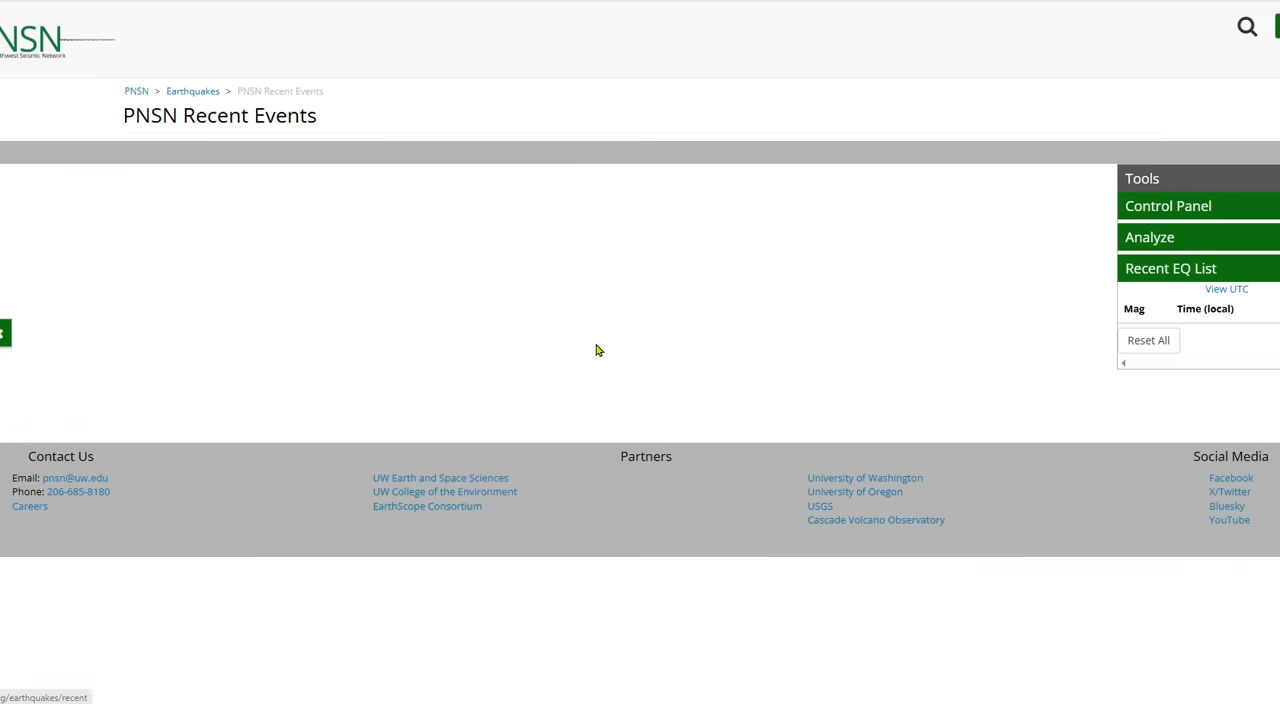 NSN
thwest Seismic Network
PNSN > Earthquakes > PNSN Recent Events
PNSN Recent Events
Tools
Control Panel
Analyze
Recent EQ List
View UTC
Mag Time (local)
Reset All
Contact Us
Email: pnsn@uw.edu
Phone: 206-685-8180
Careers
Partners
UW Earth and Space Sciences
UW College of the Environment
EarthScope Consortium
University of Washington
University of Oregon
USGS
Cascade Volcano Observatory
Social Media
Facebook
X/Twitter
Bluesky
YouTube
g/earthquakes/recent